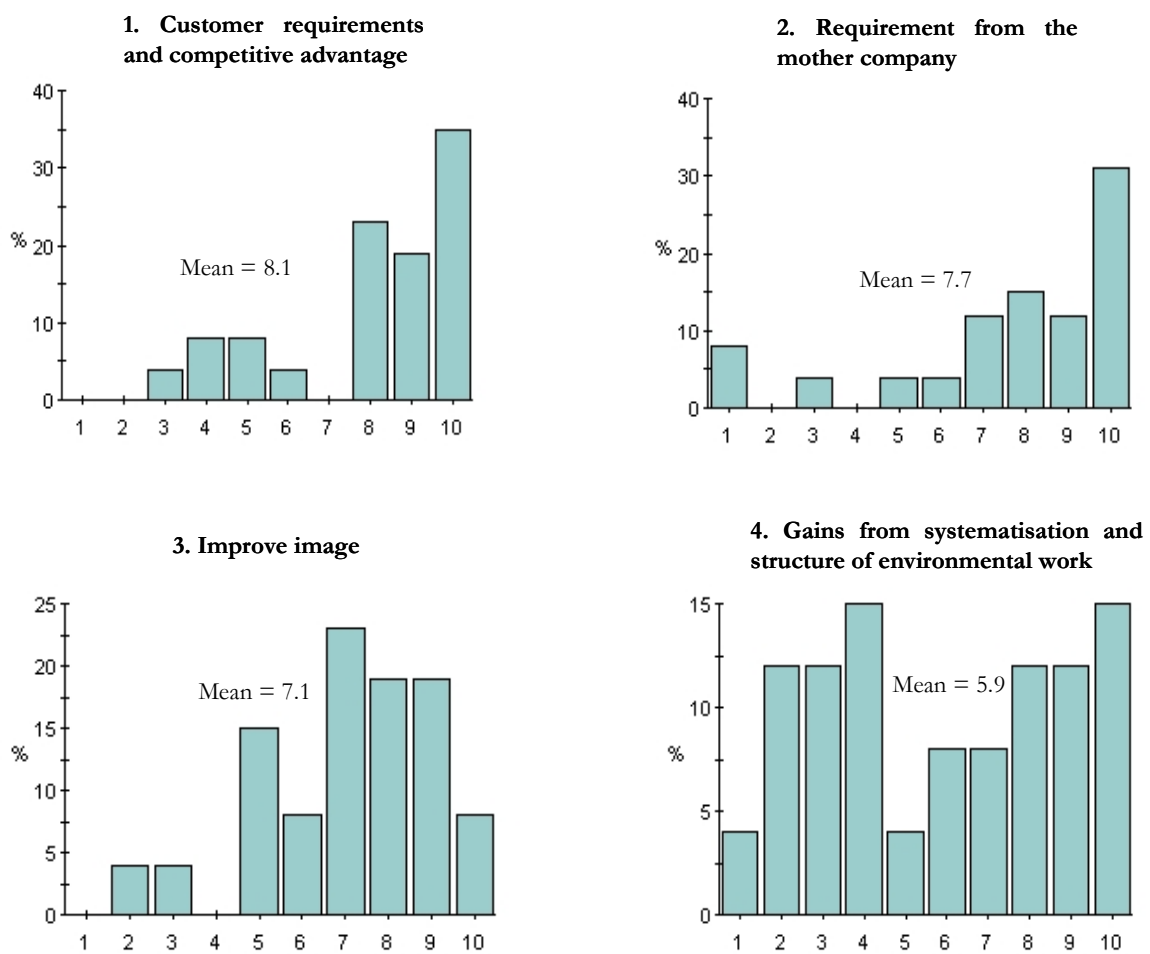 1. Customer requirements
and competitive advantage
40
30
%
20
Mean = 8.1
10
0
1 2 3 4 5 6 7 8 9 10
2. Requirement from the
mother company
40
30
%
20
Mean = 7.7
10
0
1 2 3 4 5 6 7 8 9 10
3. Improve image
25
20
Mean = 7.1
15
%
10
5
0
1 2 3 4 5 6 7 8 9 10
4. Gains from systematisation and
structure of environmental work
15
Mean = 5.9
10
%
5
0
1 2 3 4 5 6 7 8 9 10